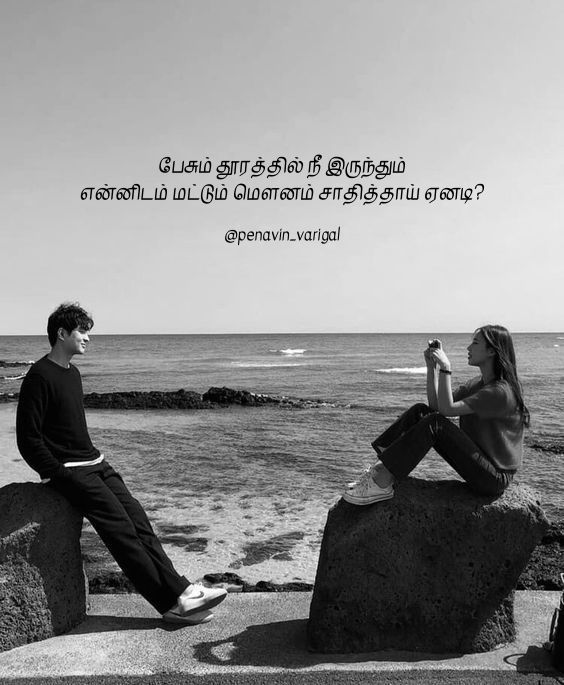 பேசும் தூரத்தில் நீ இருந்தும்
என்னிடம் மட்டும் மௌனம் சாதித்தாய் ஏனடி?
@penavin_varigal